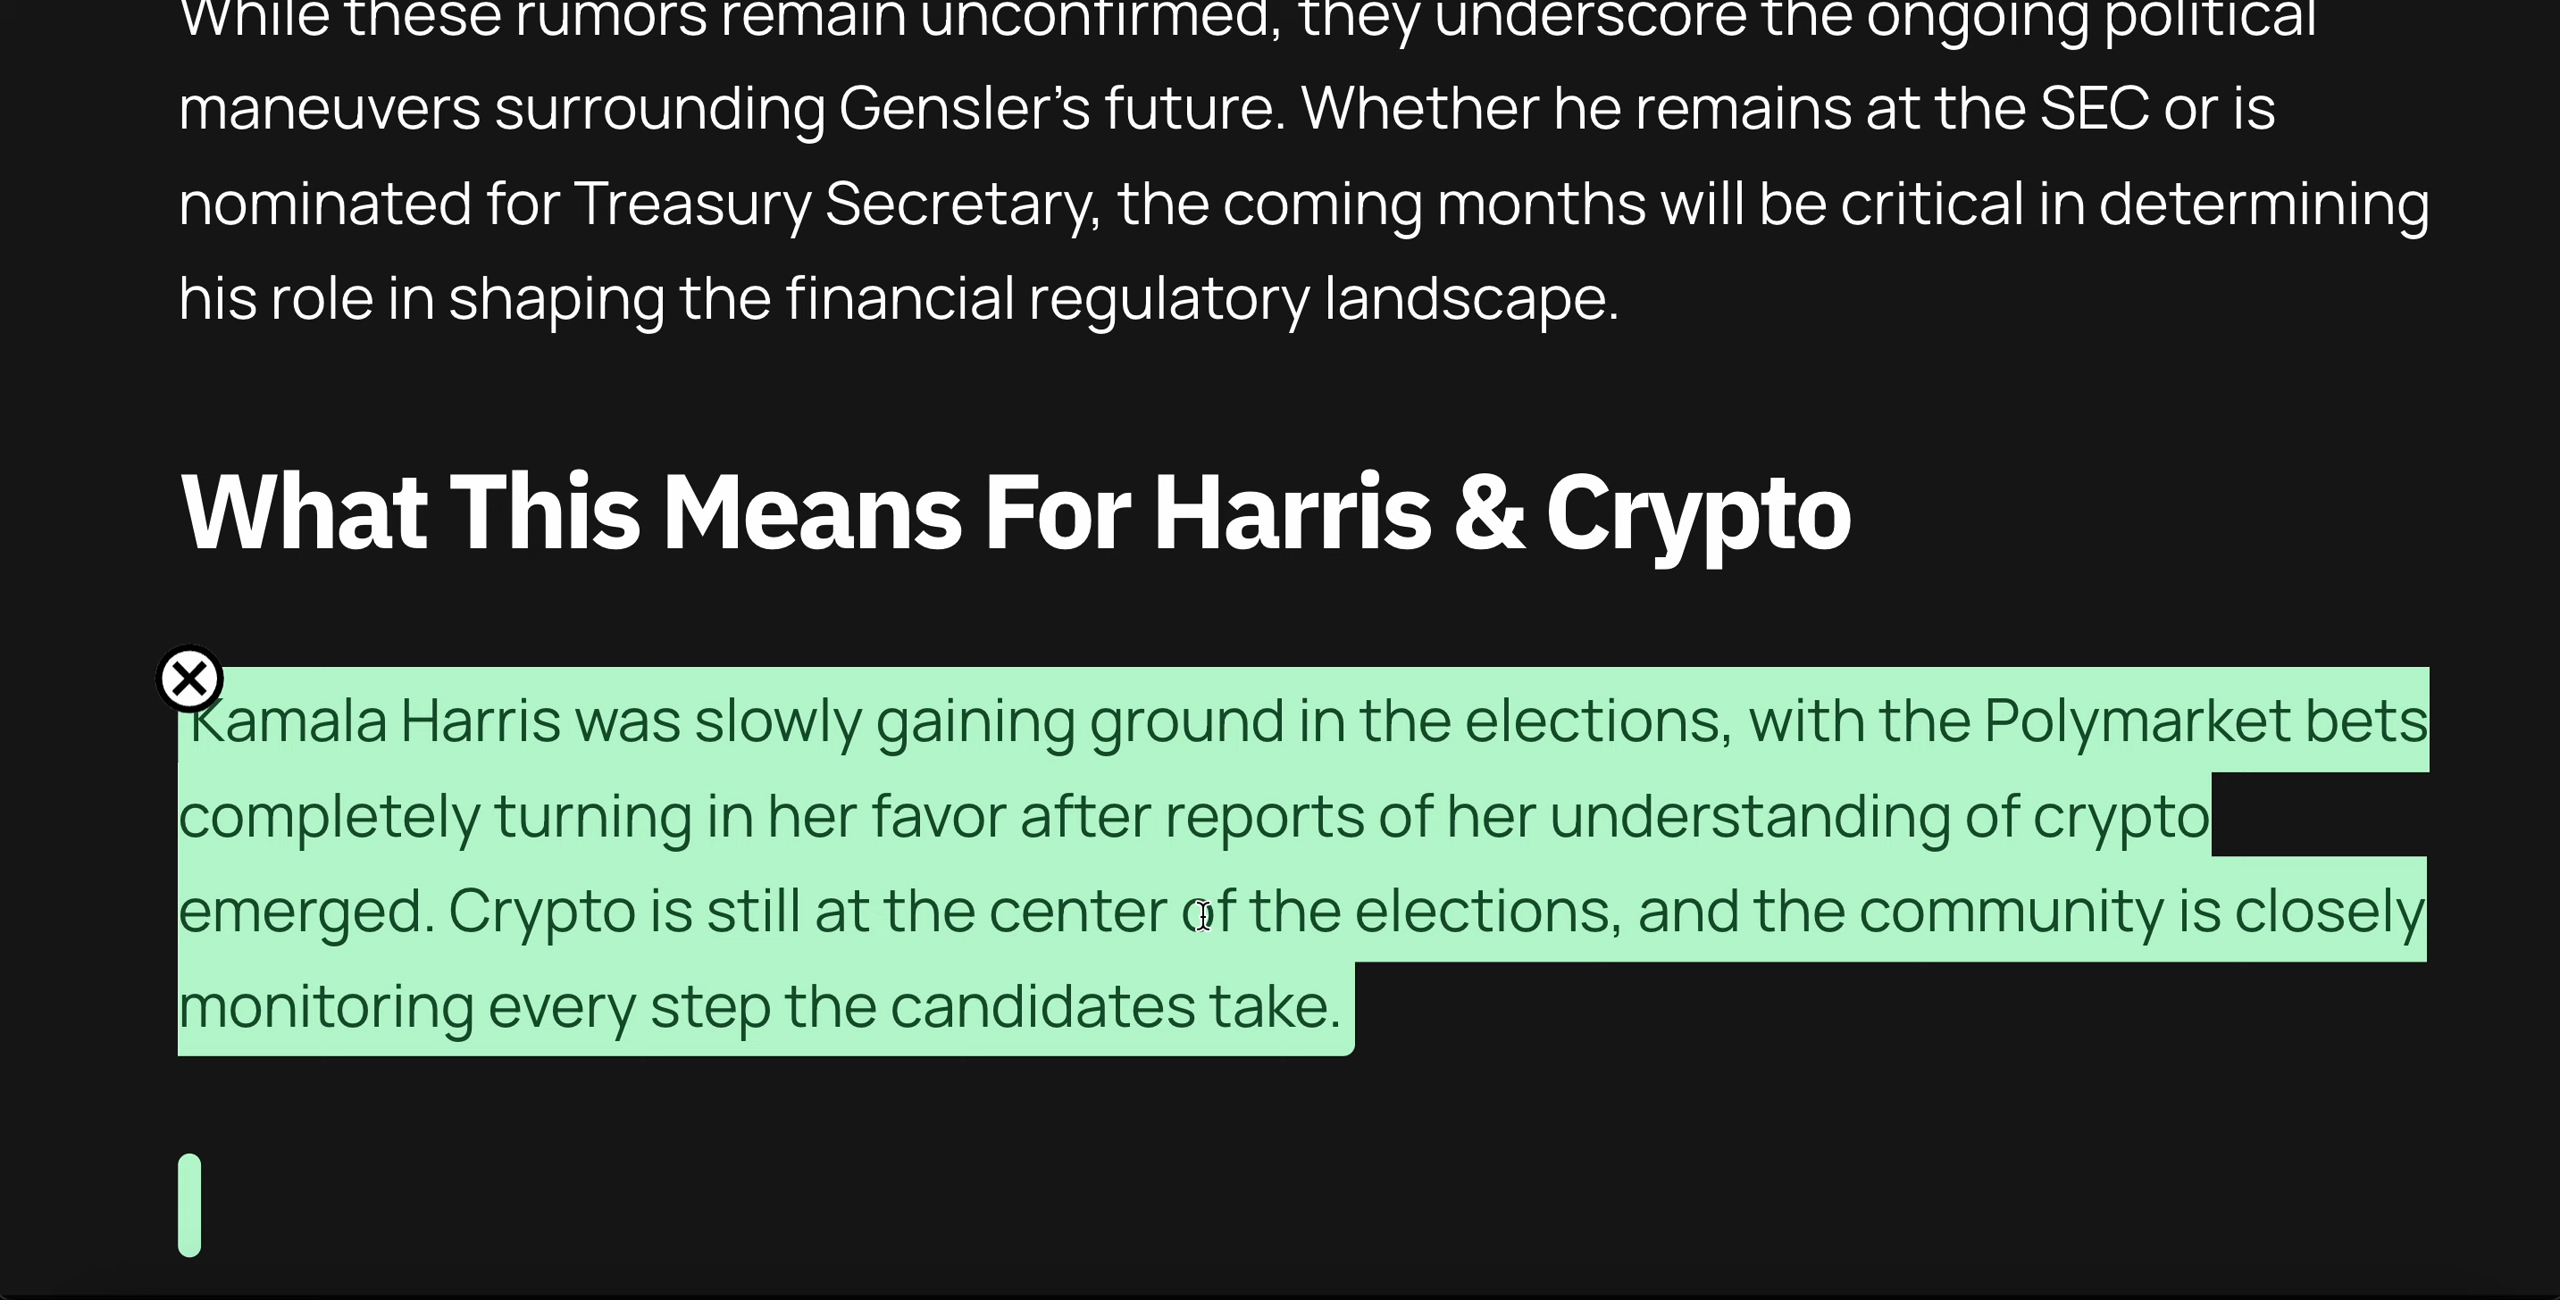 While these rumors remain unconfirmed, they underscore the ongoing political
maneuvers surrounding Gensler’s future. Whether he remains at the SEC or is
nominated for Treasury Secretary, the coming months will be critical in determining
his role in shaping the financial regulatory landscape.
What This Means For Harris & Crypto
Kamala Harris was slowly gaining ground in the elections, with the Polymarket bets
completely turning in her favor after reports of her understanding of crypto
emerged. Crypto is still at the center of the elections, and the community is closely
monitoring every step the candidates take.